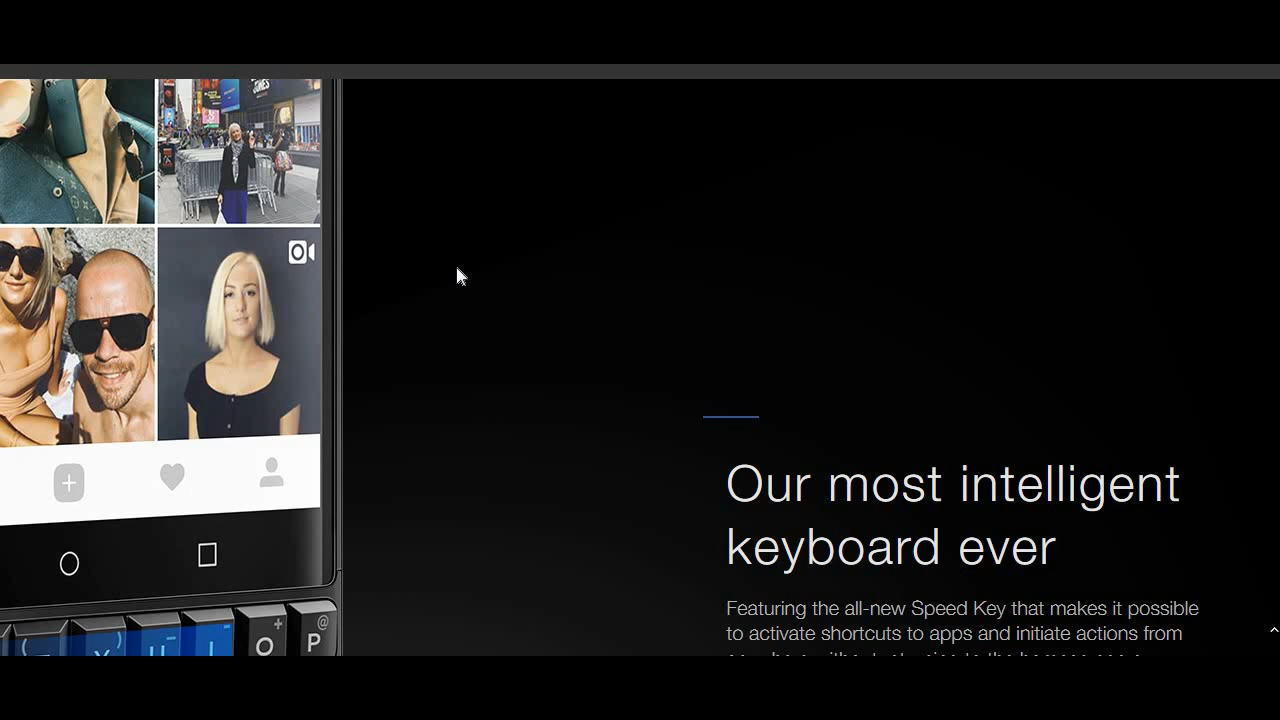 Our most intelligent
keyboard ever
Featuring the all-new Speed Key that makes it possible
to activate shortcuts to apps and initiate actions from
@
+
O
P